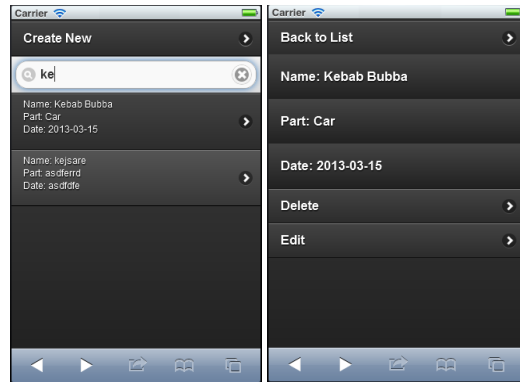 Carrier
Create New
ke
Name: Kebab Bubba
Part: Car
Date: 2013-03-15
Name: kejsare
Part: asdferrd
Date: asdfdfe
Carrier
Back to List
Name: Kebab Bubba
Part: Car
Date: 2013-03-15
Delete
Edit